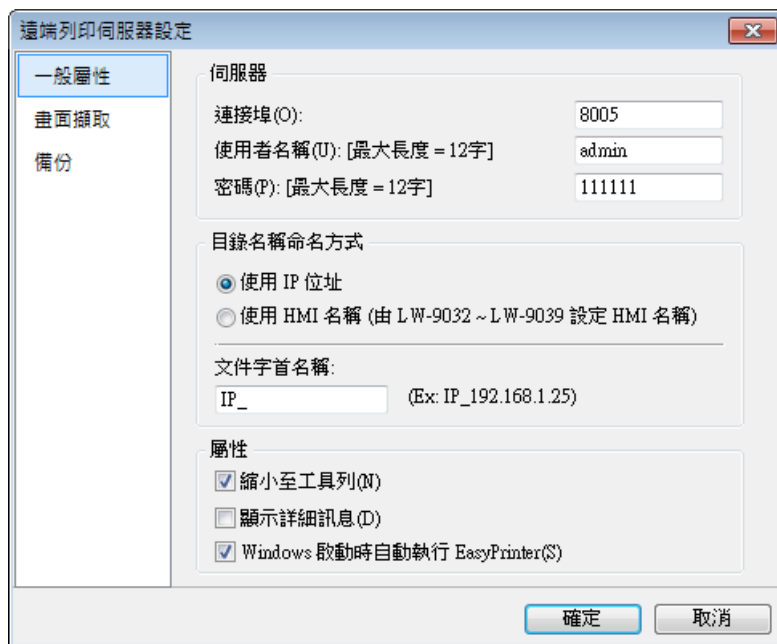 遠端列印伺服器設定
一般屬性
畫面擷取
備份
伺服器
連接埠(O): 8005
使用者名稱(U): [最大長度 = 12字] admin
密碼(P): [最大長度 = 12字] 111111
目錄名稱命名方式
使用 IP 位址
使用 HMI 名稱 (由 LW-9032 ~ LW-9039 設定 HMI 名稱)
文件字首名稱:
IP_ (Ex: IP_192.168.1.25)
屬性
縮小至工具列(N)
顯示詳細訊息(D)
Windows 啟動時自動執行 EasyPrinter(S)
確定 取消